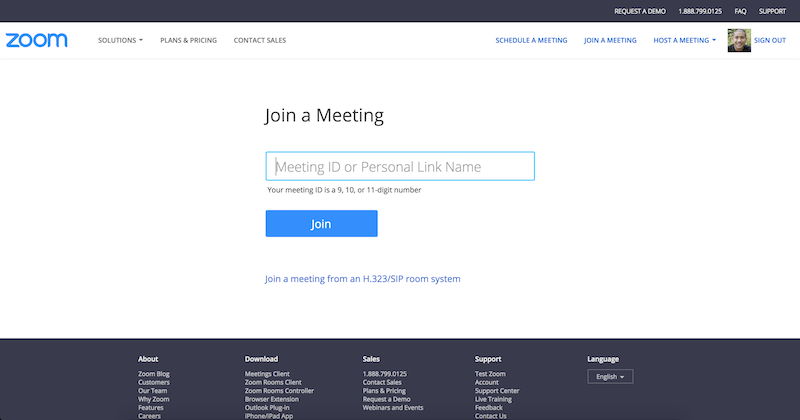 REQUEST A DEMO 1.888.799.0125 FAQ SUPPORT
zoom SOLUTIONS PLANS & PRICING CONTACT SALES SCHEDULE A MEETING JOIN A MEETING HOST A MEETING SIGN OUT
Join a Meeting
Meeting ID or Personal Link Name
Your meeting ID is a 9, 10, or 11-digit number
Join
Join a meeting from an H.323/SIP room system
About
Zoom Blog
Customers
Our Team
Why Zoom
Features
Careers
Download
Meetings Client
Zoom Rooms Client
Zoom Rooms Controller
Browser Extension
Outlook Plug-in
iPhone/iPad App
Sales
1.888.799.0125
Contact Sales
Plans & Pricing
Request a Demo
Webinars and Events
Support
Test Zoom
Account
Support Center
Live Training
Feedback
Contact Us
Language
English